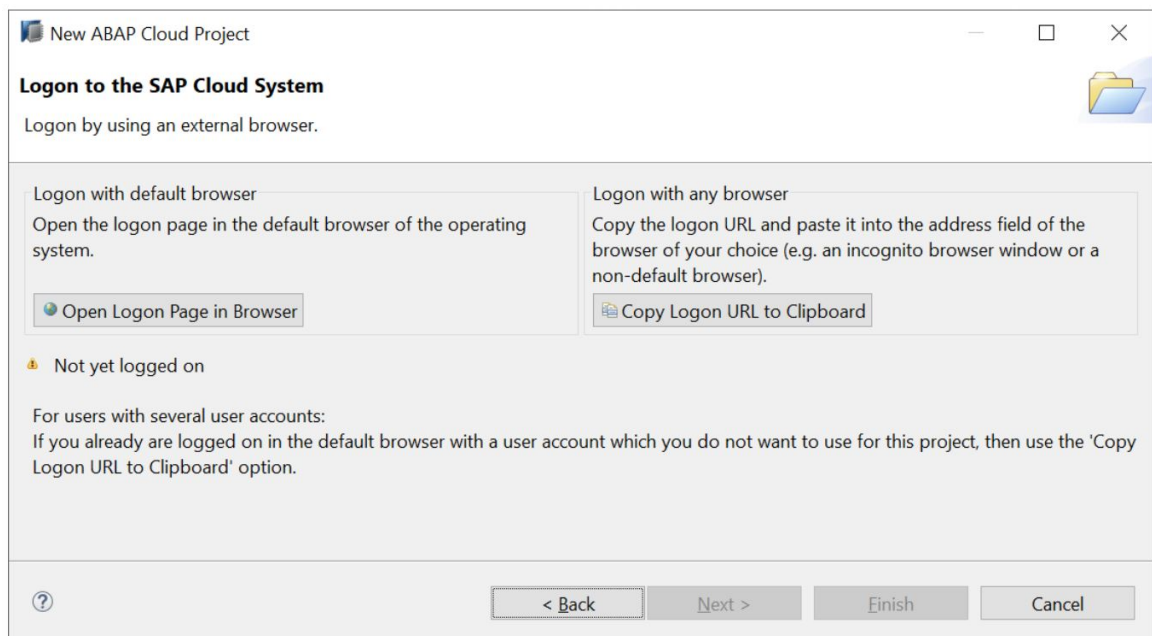 New ABAP Cloud Project
Logon to the SAP Cloud System
Logon by using an external browser.
Logon with default browser
Open the logon page in the default browser of the operating
system.
Open Logon Page in Browser
Logon with any browser
Copy the logon URL and paste it into the address field of the
browser of your choice (e.g. an incognito browser window or a
non-default browser).
Copy Logon URL to Clipboard
Not yet logged on
For users with several user accounts:
If you already are logged on in the default browser with a user account which you do not want to use for this project, then use the 'Copy
Logon URL to Clipboard' option.
?
< Back
Next >
Finish
Cancel